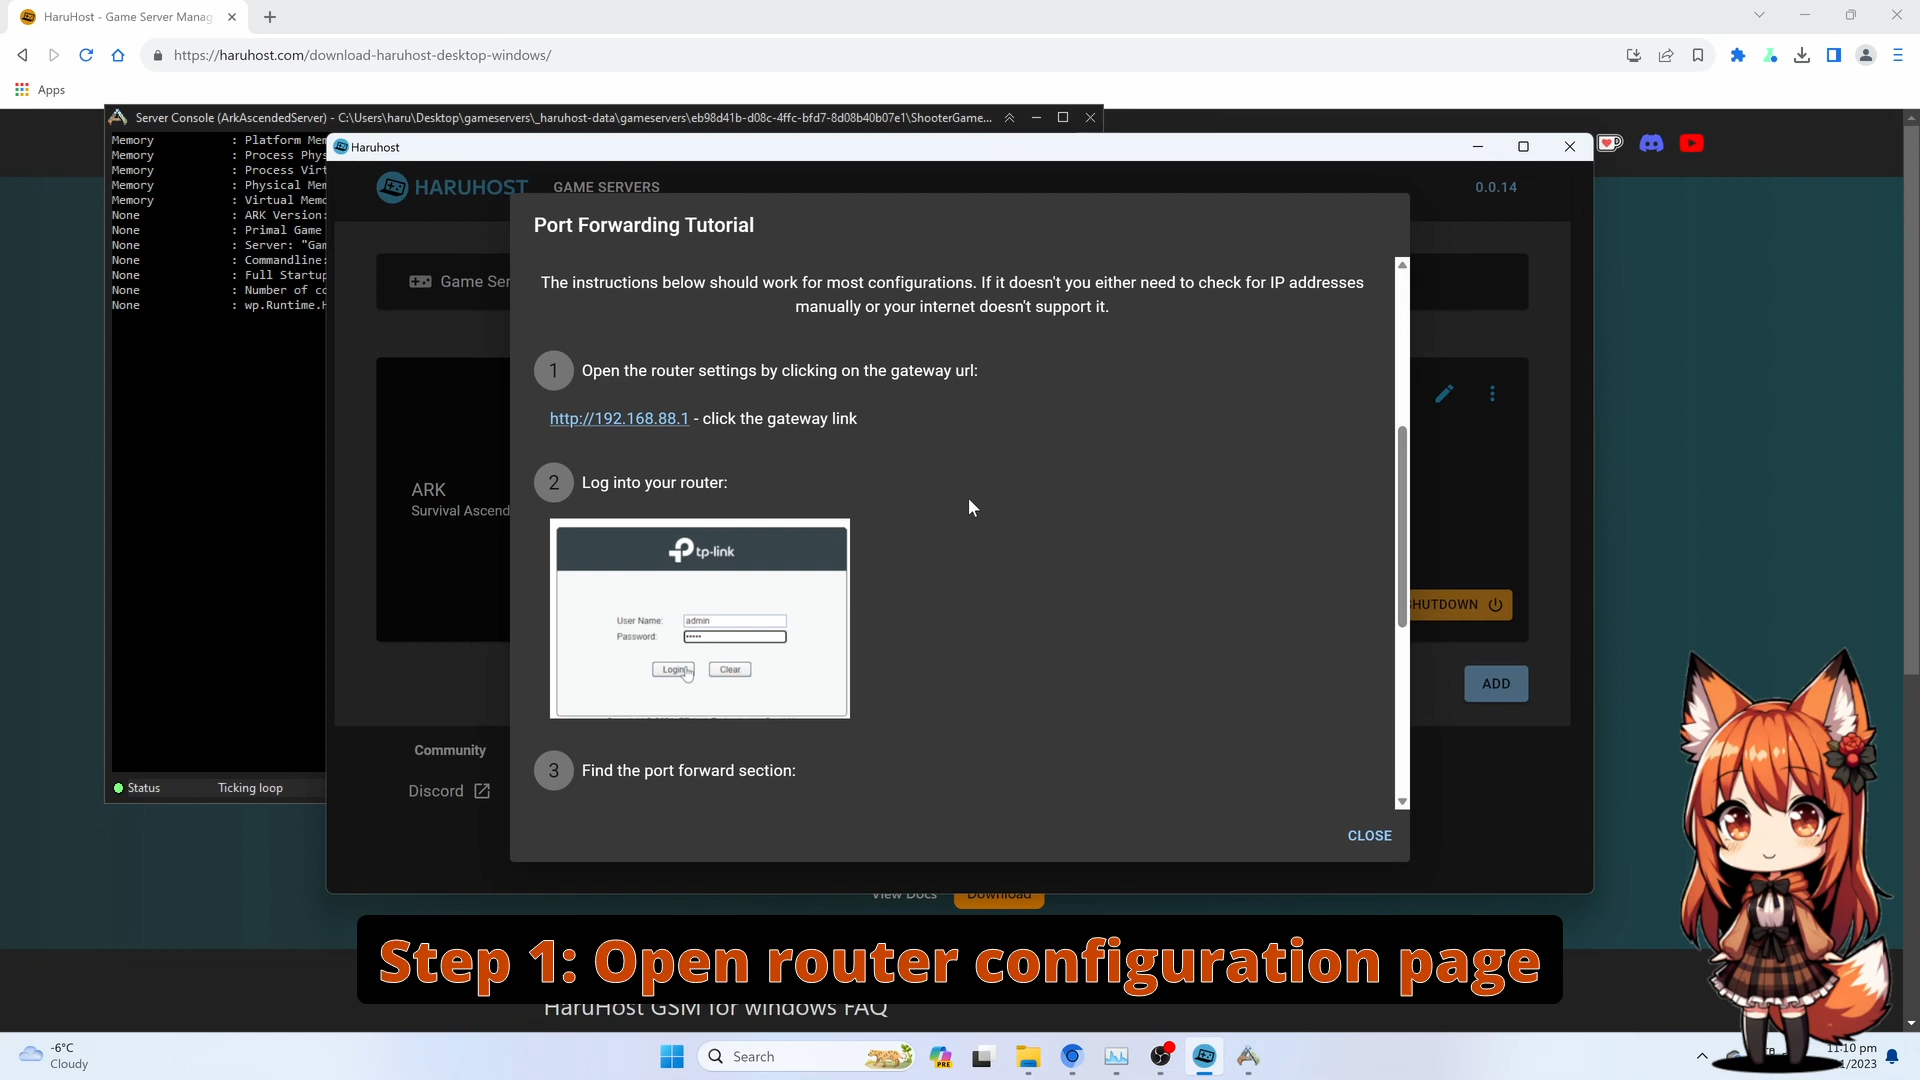 HaruHost - Game Server Manag
https://haruhost.com/download-haruhost-desktop-windows/
Apps
Server Console (ArkAscendedServer) - C:\Users\haru\Desktop\gameservers\_haruhost-data\gameservers\eb98d41b-d08c-4ffc-bfd7-8d08b40b07e1\ShooterGame...
Memory : Platform Mem
Memory : Process Phys
Memory : Process Virt
Memory : Physical Mem
Memory : Virtual Memo
None : ARK Version:
None : Primal Game
None : Server: "Gam
None : Commandline:
None : Full Startup
None : Number of co
None : wp.Runtime.H
Status Ticking loop
Haruhost
HARUHOST GAME SERVERS 0.0.14
Game Ser
ARK
Survival Ascend
SHUTDOWN
ADD
Community
Discord
Port Forwarding Tutorial
The instructions below should work for most configurations. If it doesn't you either need to check for IP addresses
manually or your internet doesn't support it.
1 Open the router settings by clicking on the gateway url:
http://192.168.88.1 - click the gateway link
2 Log into your router:
tp-link
User Name: admin
Password: •••••
Login Clear
3 Find the port forward section:
CLOSE
View Docs Download
Step 1: Open router configuration page
HaruHost GSM for windows FAQ
-6°C
Cloudy
Search
PRE
11:10 pm
1/2023